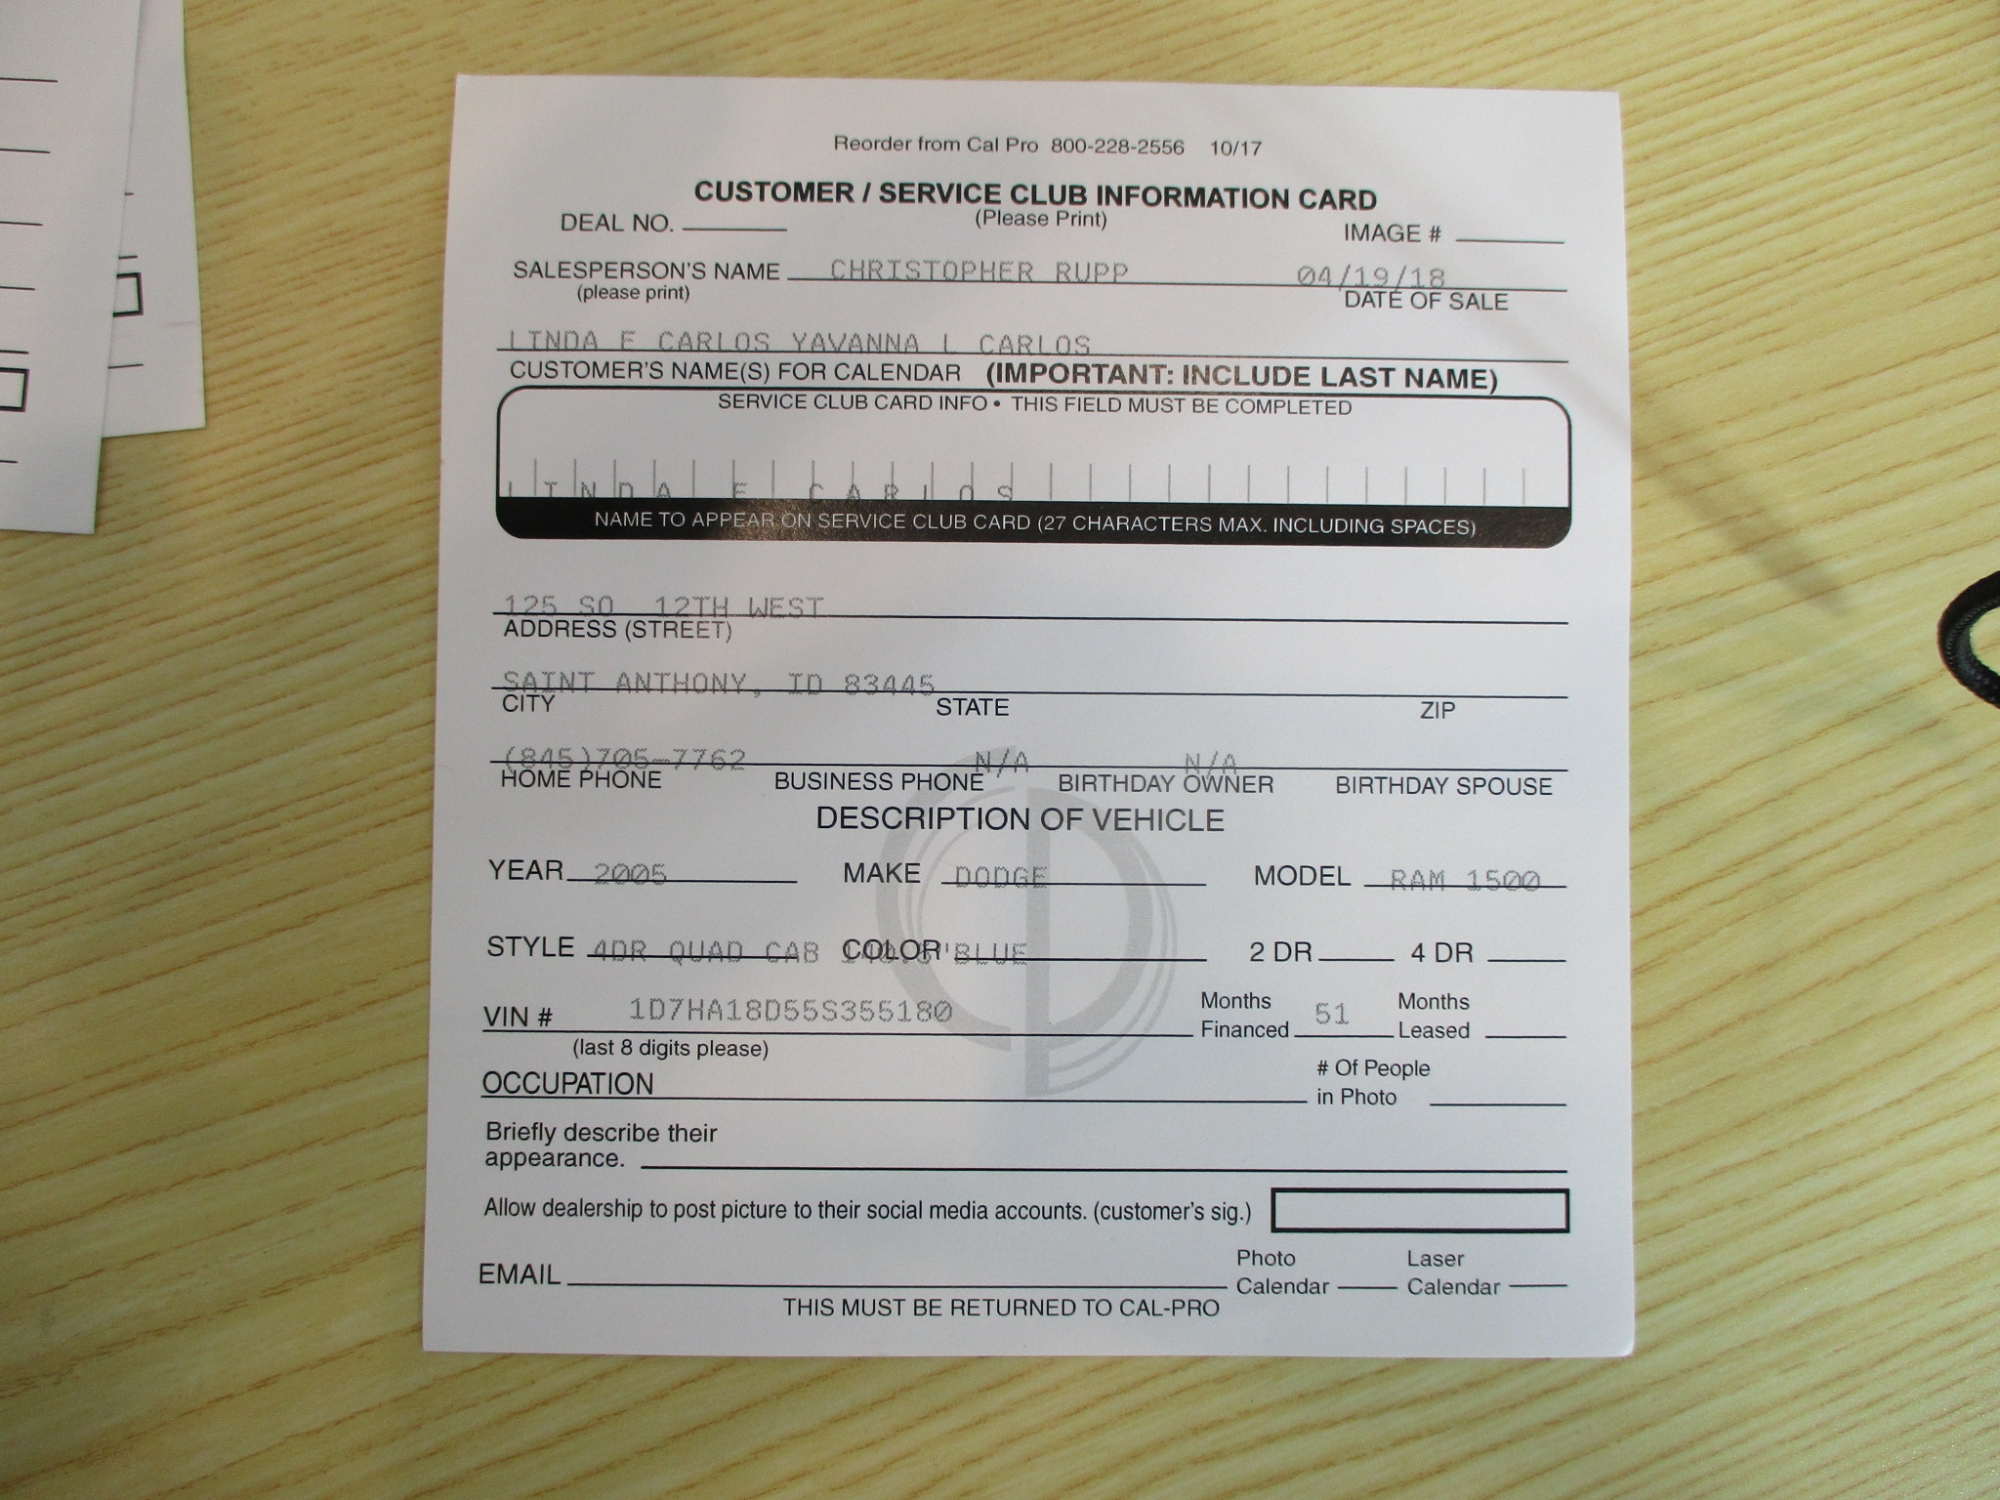 Reorder from Cal Pro 800-228-2556 10/17
CUSTOMER / SERVICE CLUB INFORMATION CARD
DEAL NO. (Please Print) IMAGE #
SALESPERSON'S NAME CHRISTOPHER RUPP 04/19/18
(please print) DATE OF SALE
LINDA E CARLOS YAVANNA L CARLOS
CUSTOMER'S NAME(S) FOR CALENDAR (IMPORTANT: INCLUDE LAST NAME)
SERVICE CLUB CARD INFO • THIS FIELD MUST BE COMPLETED
LINDA E CARLOS
NAME TO APPEAR ON SERVICE CLUB CARD (27 CHARACTERS MAX. INCLUDING SPACES)
125 SO 12TH WEST
ADDRESS (STREET)
SAINT ANTHONY, ID 83445
CITY STATE ZIP
(845)705-7762 N/A N/A
HOME PHONE BUSINESS PHONE BIRTHDAY OWNER BIRTHDAY SPOUSE
DESCRIPTION OF VEHICLE
YEAR 2005 MAKE DODGE MODEL RAM 1500
STYLE 4DR QUAD CAB COLOR BLUE 2 DR 4 DR
VIN # 1D7HA18D55S355180 Months Financed 51 Months Leased
(last 8 digits please)
OCCUPATION # Of People in Photo
Briefly describe their
appearance.
Allow dealership to post picture to their social media accounts. (customer's sig.)
EMAIL Photo Calendar Laser Calendar
THIS MUST BE RETURNED TO CAL-PRO